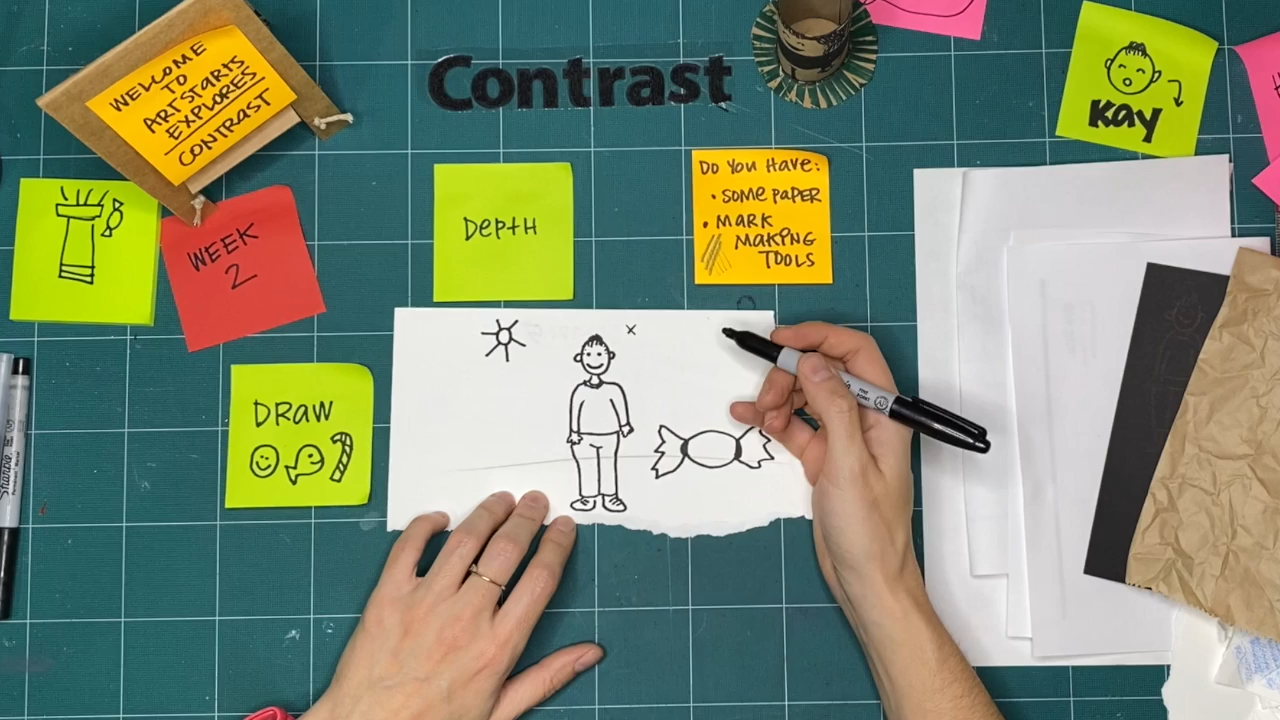 WELCOME
TO
ARTSTARTS
EXPLORES
CONTRAST
Contrast
Kay
WEEK
2
Depth
Do You Have:
• SOME PAPER
• MARK
MAKING
TOOLS
DRAW
x
Sharpie